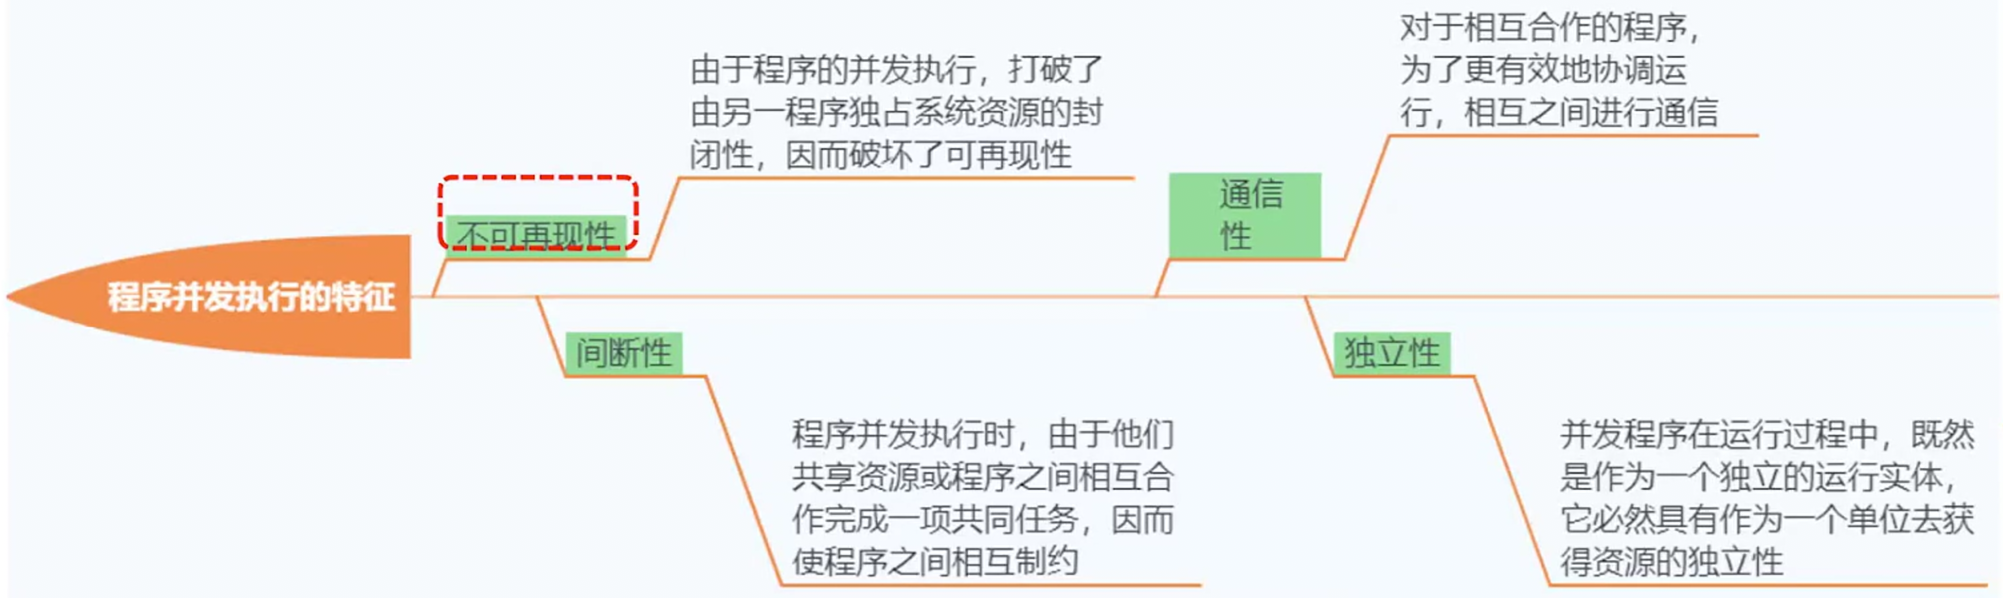 程序并发执行的特征
不可再现性
由于程序的并发执行，打破了
由另一程序独占系统资源的封
闭性，因而破坏了可再现性
间断性
程序并发执行时，由于他们
共享资源或程序之间相互合
作完成一项共同任务，因而
使程序之间相互制约
通信
性
对于相互合作的程序，
为了更有效地协调运
行，相互之间进行通信
独立性
并发程序在运行过程中，既然
是作为一个独立的运行实体，
它必然具有作为一个单位去获
得资源的独立性